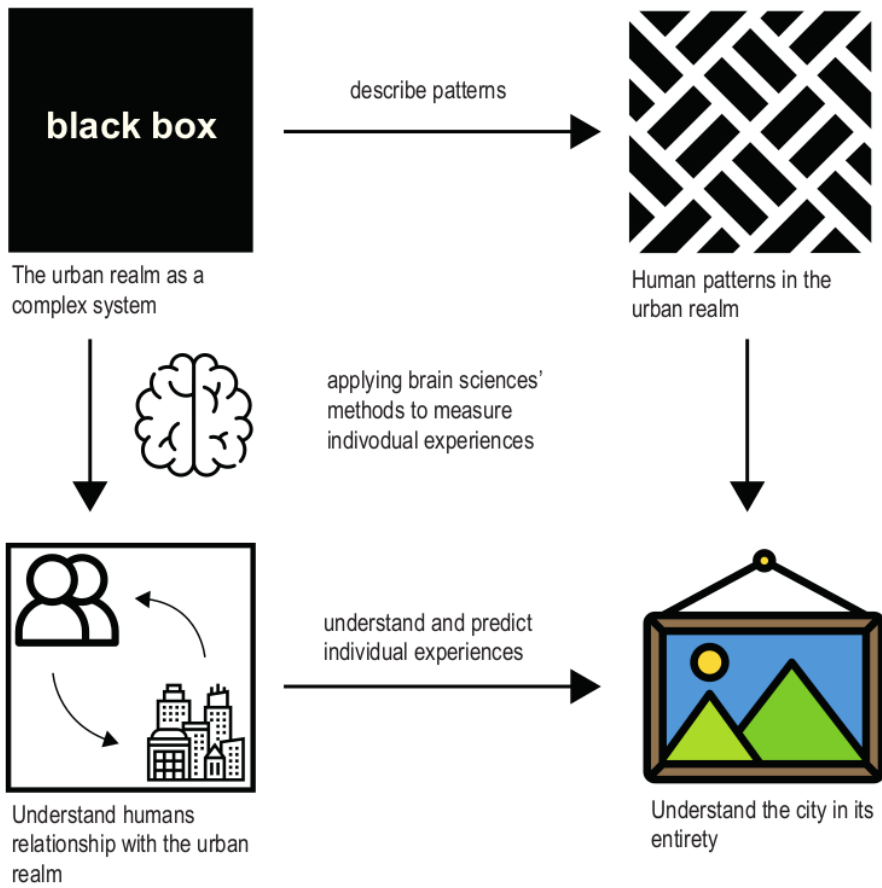 black box
describe patterns
The urban realm as a
complex system
Human patterns in the
urban realm
applying brain sciences'
methods to measure
indivodual experiences
understand and predict
individual experiences
Understand humans
relationship with the urban
realm
Understand the city in its
entirety